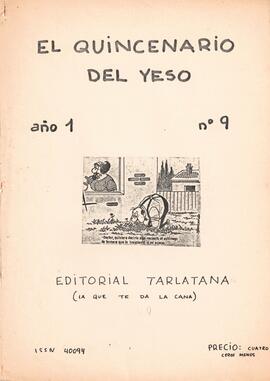 EL QUINCENARIO
DEL YESO
año 1
nº 9
EDITORIAL TARLATANA
(LA QUE TE DA LA CANA)
ISSN 40094
PRECIO: CUATRO
CEROS MENOS